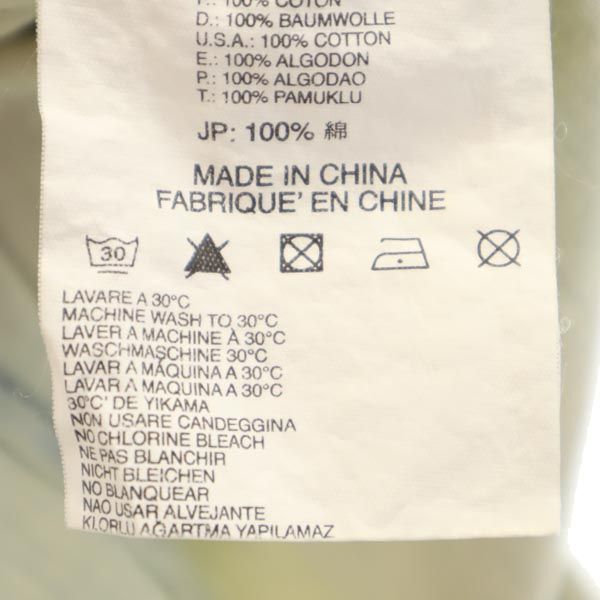 F.: 100% COTON
D.: 100% BAUMWOLLE
U.S.A.: 100% COTTON
E.: 100% ALGODON
P.: 100% ALGODAO
T.: 100% PAMUKLU
JP: 100% 綿
MADE IN CHINA
FABRIQUE' EN CHINE
30
LAVARE A 30°C
MACHINE WASH TO 30°C
LAVER A MACHINE À 30°C
WASCHMASCHINE 30°C
LAVAR A MÁQUINA A 30°C
LAVAR A MAQUINA A 30°C
30°C' DE YIKAMA
NON USARE CANDEGGINA
NO CHLORINE BLEACH
NE PAS BLANCHIR
NICHT BLEICHEN
NO BLANQUEAR
NAO USAR ALVEJANTE
KLORLU AĞARTMA YAPILAMAZ